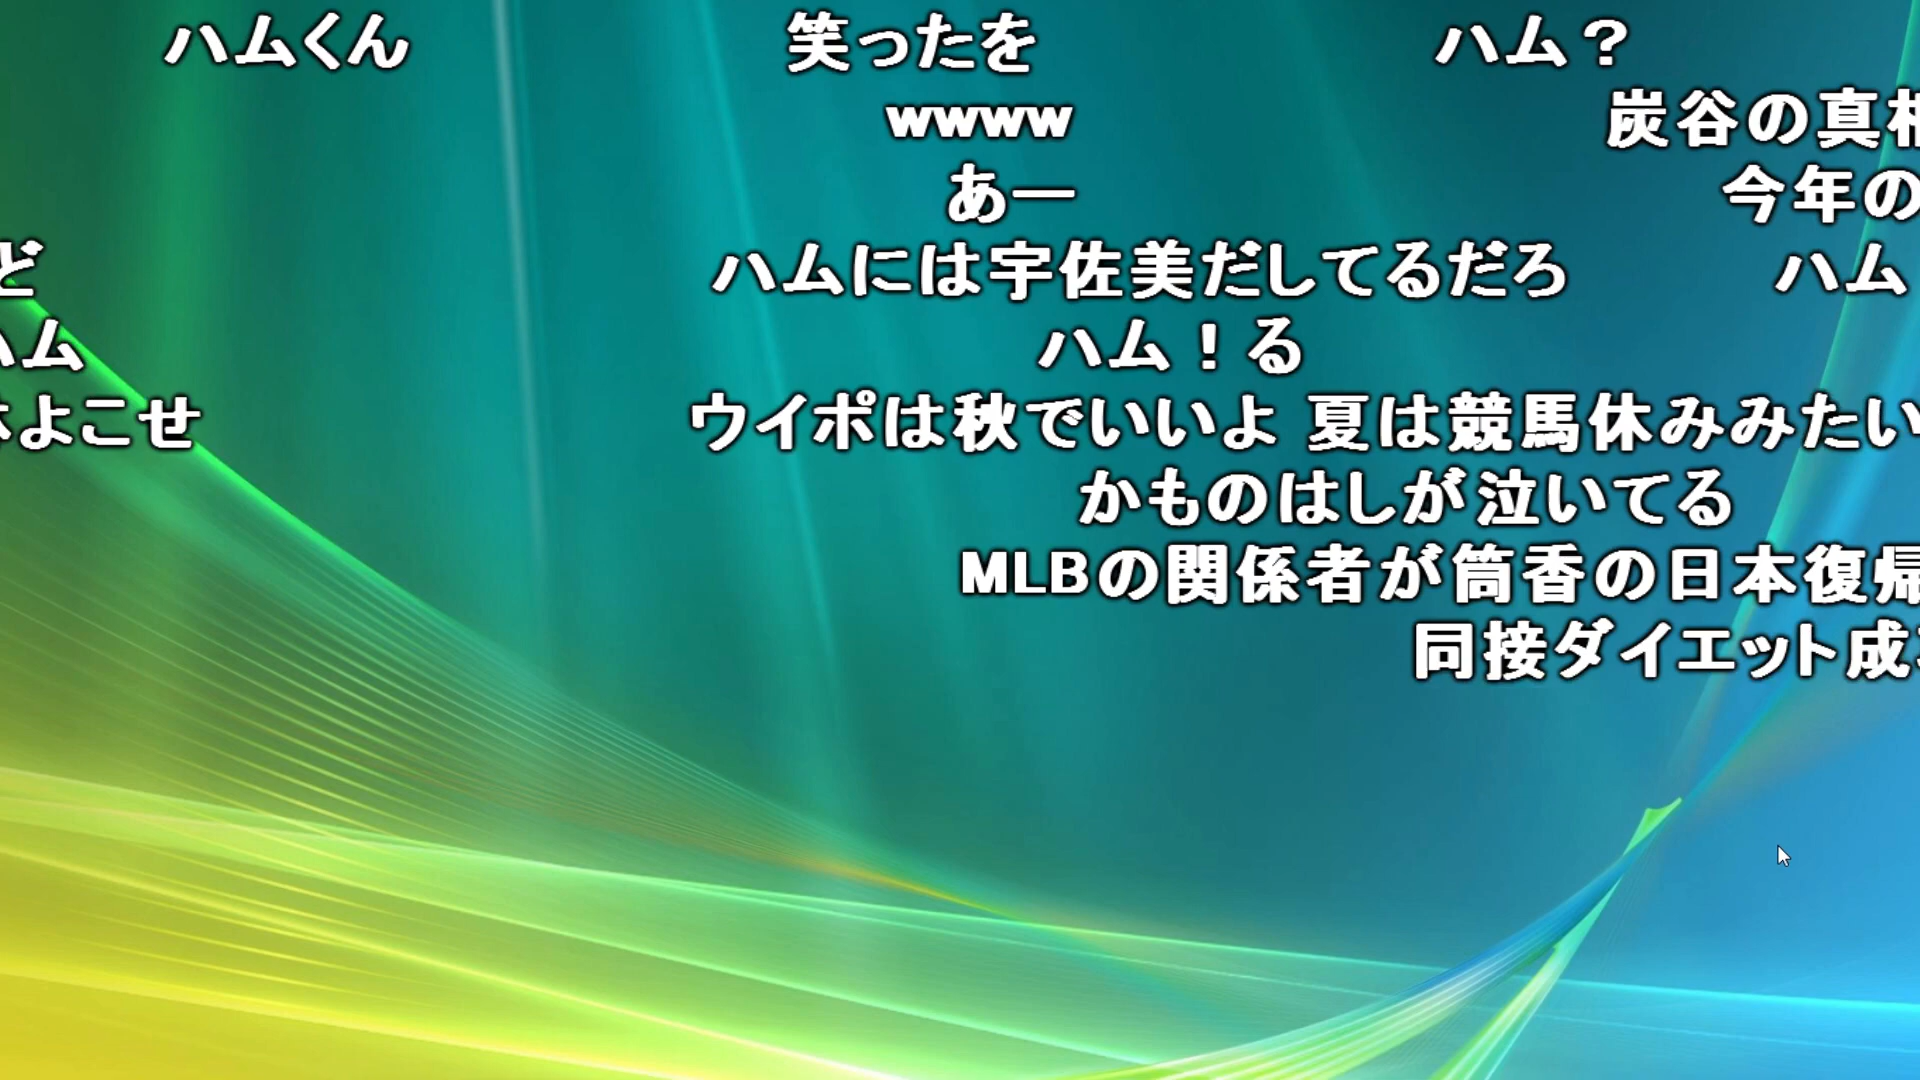 ハムくん 笑ったを ハム？
wwww 炭谷の真相
あー 今年の
ど ハムには宇佐美だしてるだろ ハム
ハム ハム！る
よこせ ウイポは秋でいいよ 夏は競馬休みみたい
かものはしが泣いてる
MLBの関係者が筒香の日本復帰
同接ダイエット成